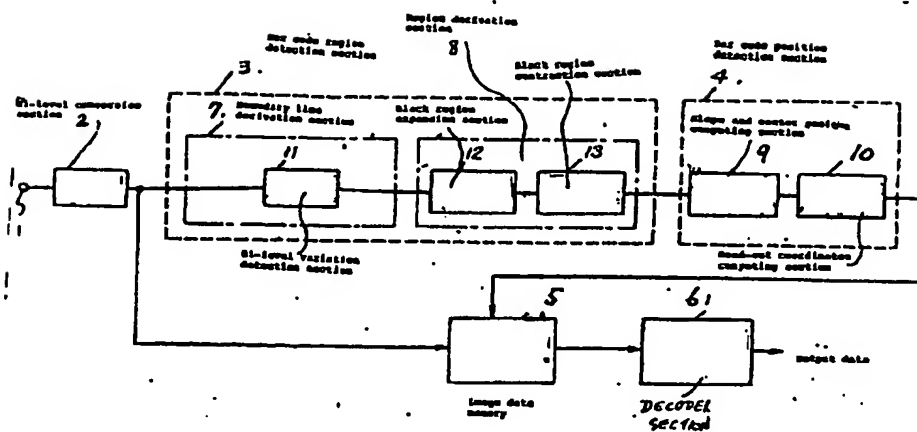 Region derivation
section
8
Bar code region
detection section
3.
Black region
contraction section
Bar code position
detection section
4.
Bi-level conversion
section
2,
7.
Boundary line
derivation section
Black region
expansion section
Slope and center position
computing section
11
12
13
9
10
1
Bi-level variation
detection section
Read-out coordinates
computing section
5
6,
Output data
Image data
memory
DECODER
SECTION